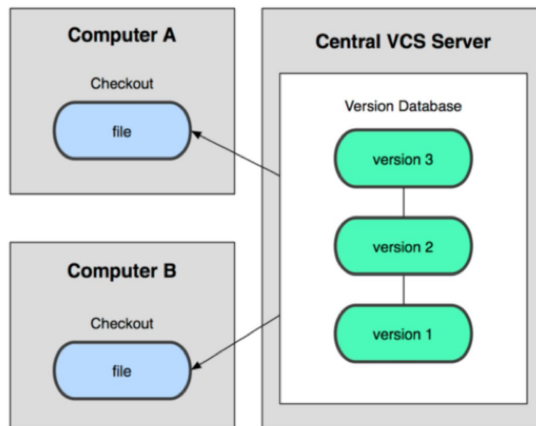 Computer A
Checkout
file
Computer B
Checkout
file
Central VCS Server
Version Database
version 3
version 2
version 1